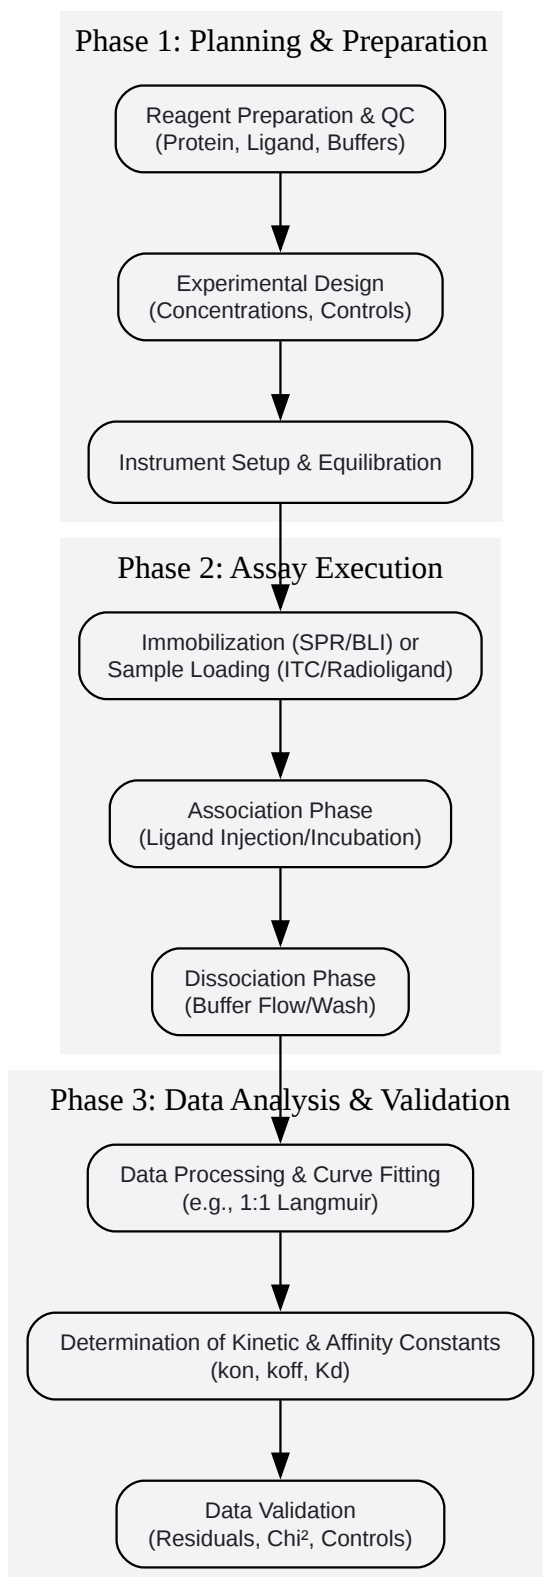 Phase 1: Planning & Preparation
Reagent Preparation & QC
(Protein, Ligand, Buffers)
Experimental Design
(Concentrations, Controls)
Instrument Setup & Equilibration
Phase 2: Assay Execution
Immobilization (SPR/BLI) or
Sample Loading (ITC/Radioligand)
Association Phase
(Ligand Injection/Incubation)
Dissociation Phase
(Buffer Flow/Wash)
Phase 3: Data Analysis & Validation
Data Processing & Curve Fitting
(e.g., 1:1 Langmuir)
Determination of Kinetic & Affinity Constants
(kon, koff, Kd)
Data Validation
(Residuals, Chi², Controls)